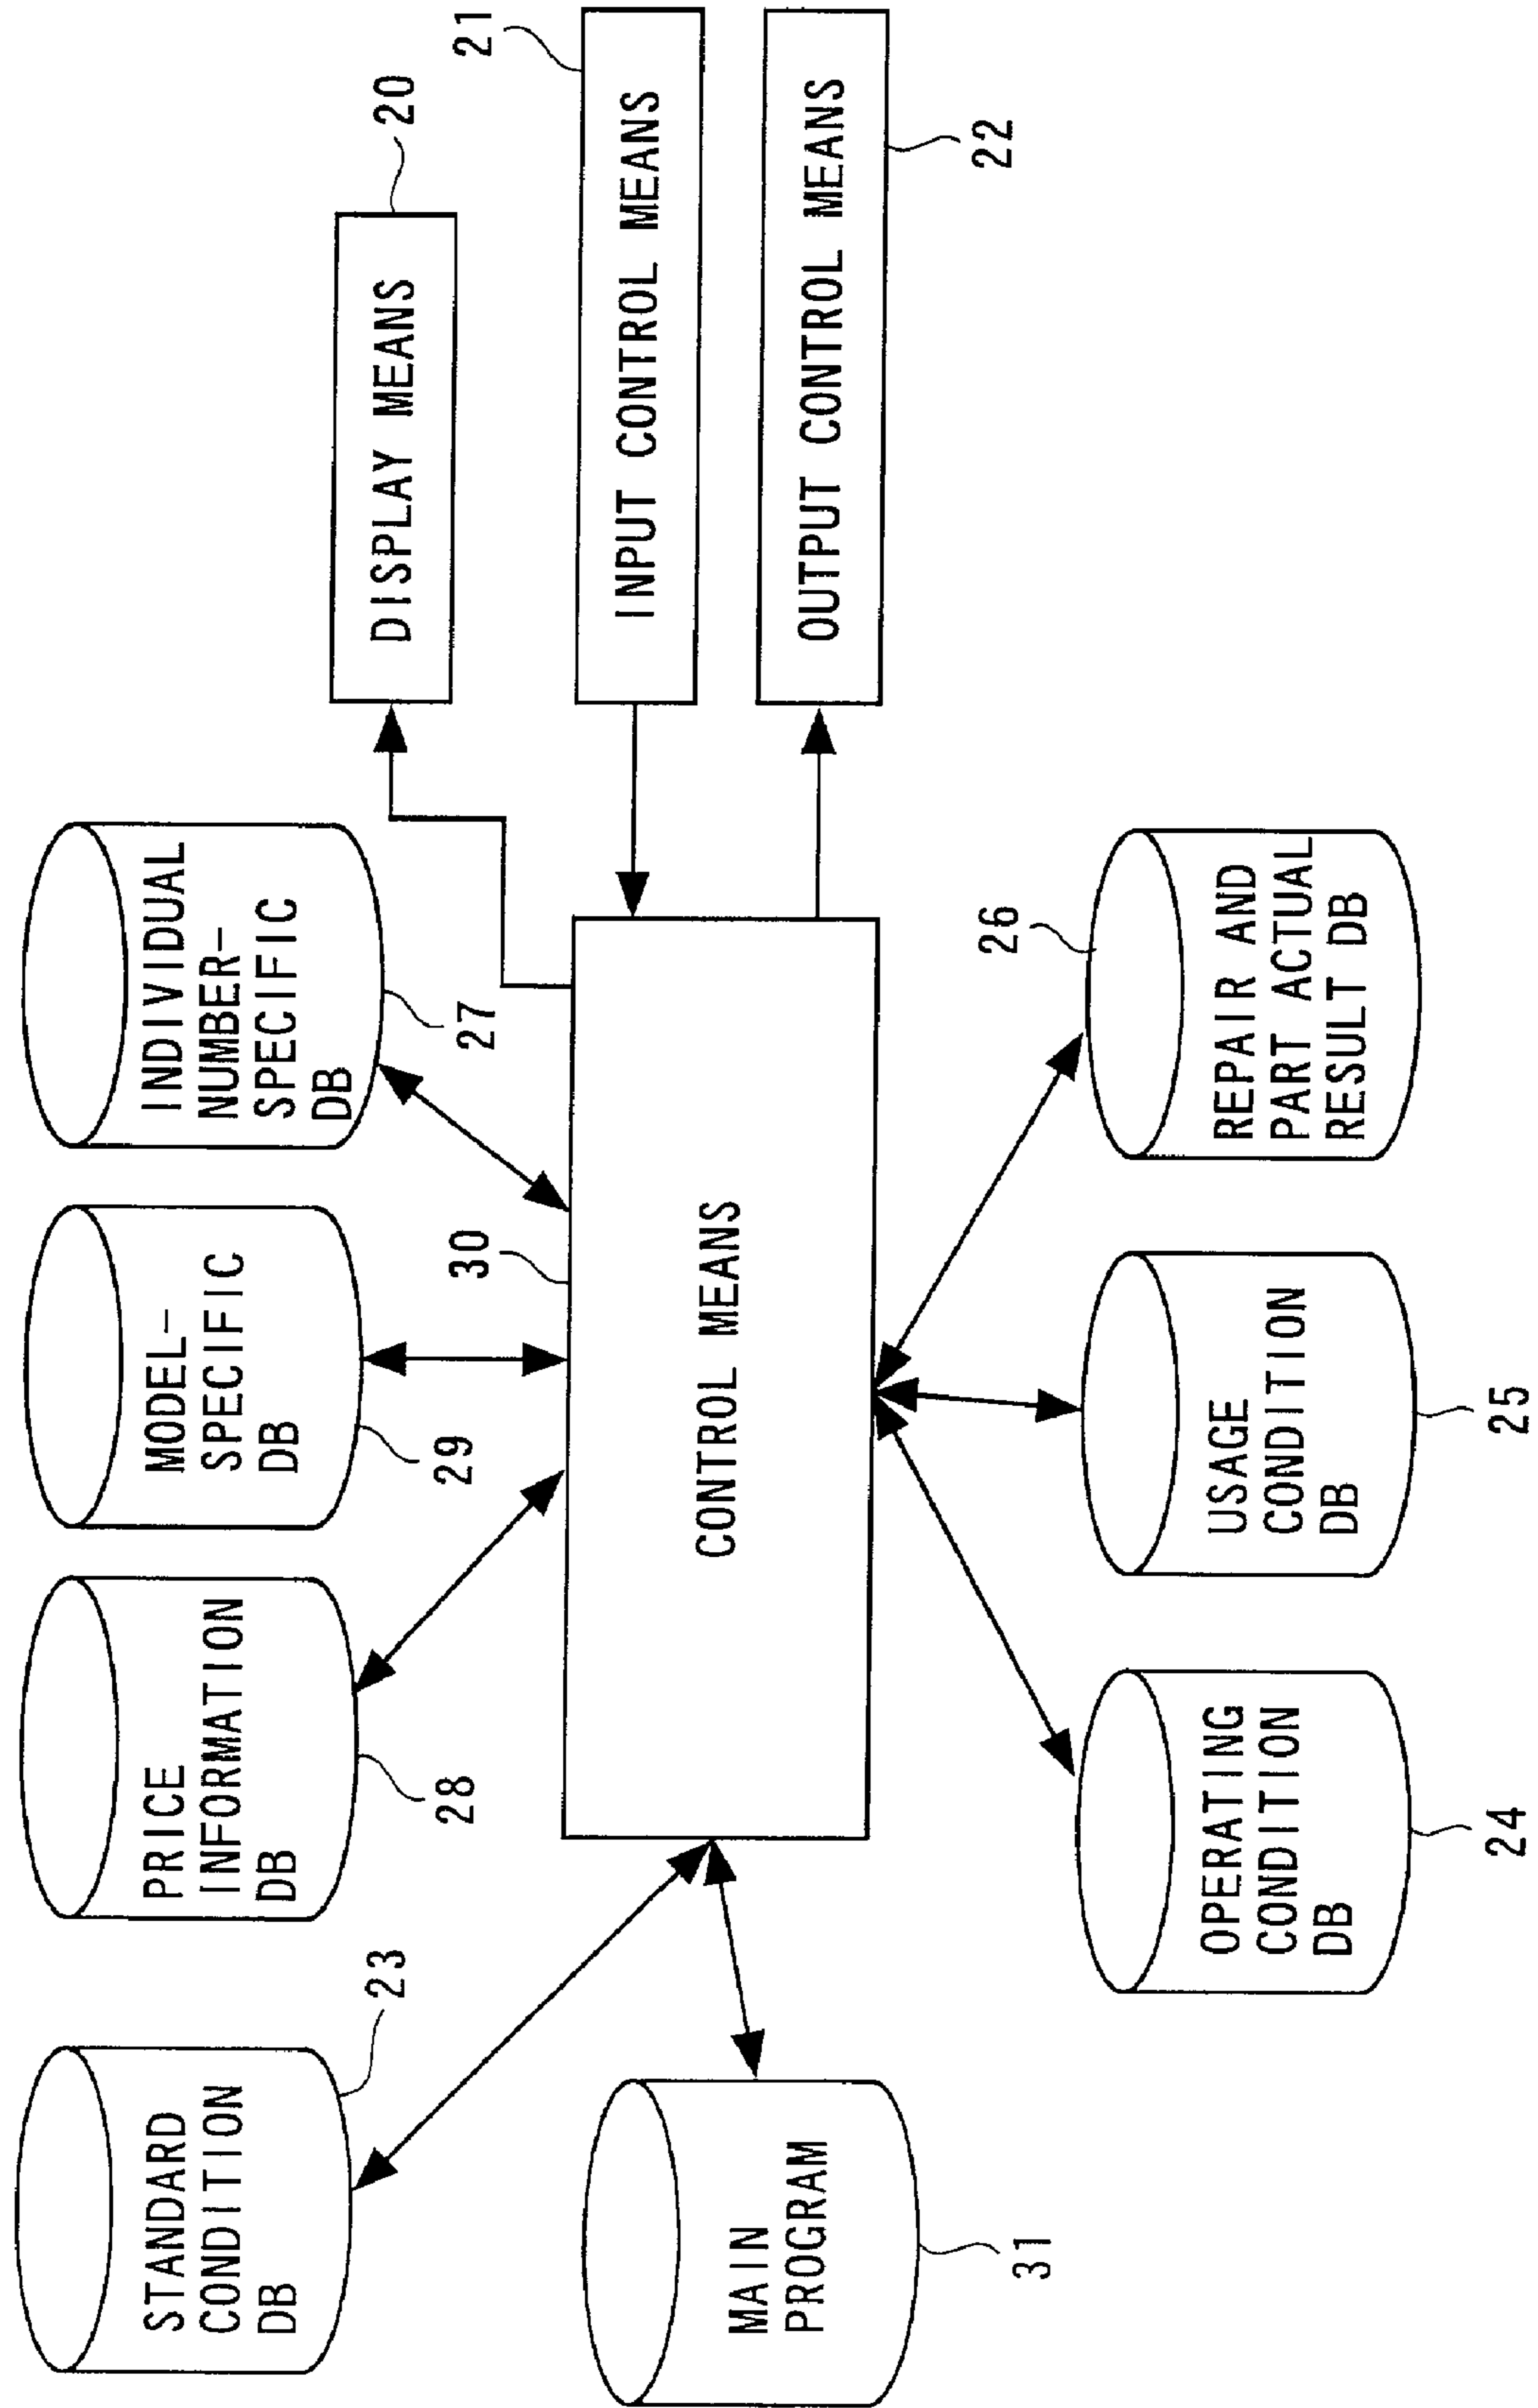 STANDARD
CONDITION
DB
23
PRICE
INFORMATION
DB
28
MODEL-
SPECIFIC
DB
29
INDIVIDUAL
NUMBER-
SPECIFIC
DB
27
DISPLAY MEANS
20
MAIN
PROGRAM
31
CONTROL MEANS
30
INPUT CONTROL MEANS
21
OUTPUT CONTROL MEANS
22
OPERATING
CONDITION
DB
24
USAGE
CONDITION
DB
25
REPAIR AND
PART ACTUAL
RESULT DB
26